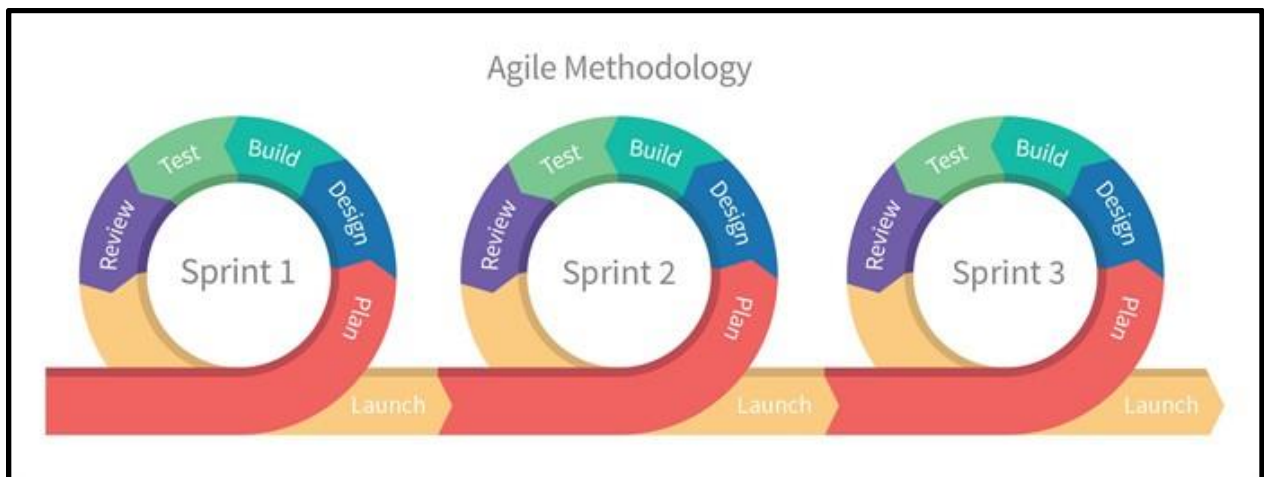 Agile Methodology
Sprint 1
Plan
Design
Build
Test
Review
Launch
Sprint 2
Plan
Design
Build
Test
Review
Launch
Sprint 3
Plan
Design
Build
Test
Review
Launch